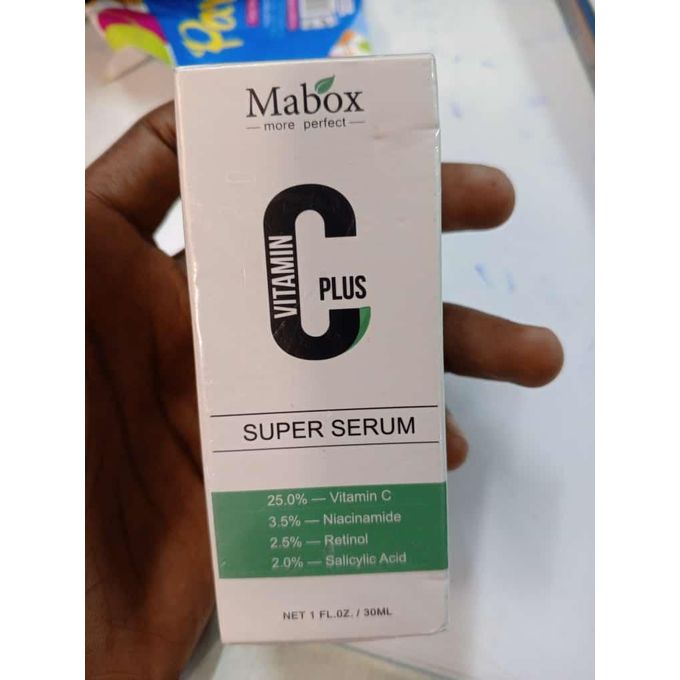 Mabox
more perfect
VITAMIN
C
PLUS
SUPER SERUM
25.0% — Vitamin C
3.5% — Niacinamide
2.5% — Retinol
2.0% — Salicylic Acid
NET 1 FL.OZ. / 30ML